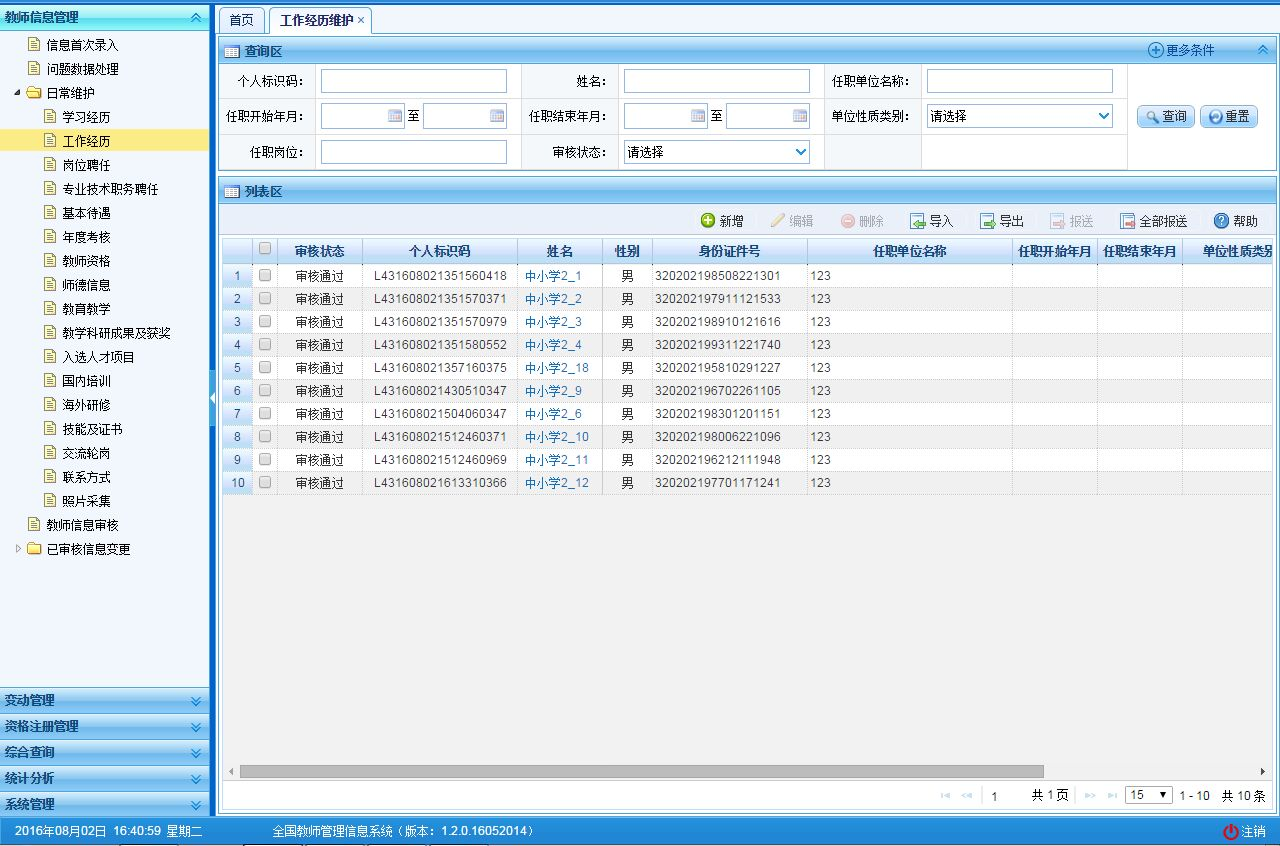 教师信息管理
信息首次录入
问题数据处理
日常维护
学习经历
工作经历
岗位聘任
专业技术职务聘任
基本待遇
年度考核
教师资格
师德信息
教育教学
教学科研成果及获奖
入选人才项目
国内培训
海外研修
技能及证书
交流轮岗
联系方式
照片采集
教师信息审核
已审核信息变更
变动管理
资格注册管理
综合查询
统计分析
系统管理
首页 工作经历维护 ×
查询区 更多条件
个人标识码： 姓名： 任职单位名称：
任职开始年月： 至 任职结束年月： 至 单位性质类别： 请选择 查询 重置
任职岗位： 审核状态： 请选择
列表区
新增 编辑 删除 导入 导出 报送 全部报送 帮助
审核状态 个人标识码 姓名 性别 身份证件号 任职单位名称 任职开始年月 任职结束年月 单位性质类别
1 审核通过 L431608021351560418 中小学2_1 男 320202198508221301 123
2 审核通过 L431608021351570371 中小学2_2 男 320202197911121533 123
3 审核通过 L431608021351570979 中小学2_3 男 320202198910121616 123
4 审核通过 L431608021351580552 中小学2_4 男 320202199311221740 123
5 审核通过 L431608021357160375 中小学2_18 男 320202195810291227 123
6 审核通过 L431608021430510347 中小学2_9 男 320202196702261105 123
7 审核通过 L431608021504060347 中小学2_6 男 320202198301201151 123
8 审核通过 L431608021512460371 中小学2_10 男 320202198006221096 123
9 审核通过 L431608021512460969 中小学2_11 男 320202196212111948 123
10 审核通过 L431608021613310366 中小学2_12 男 320202197701171241 123
1 共 1 页 15 1 - 10 共 10 条
2016年08月02日 16:40:59 星期二 全国教师管理信息系统（版本：1.2.0.16052014） 注销